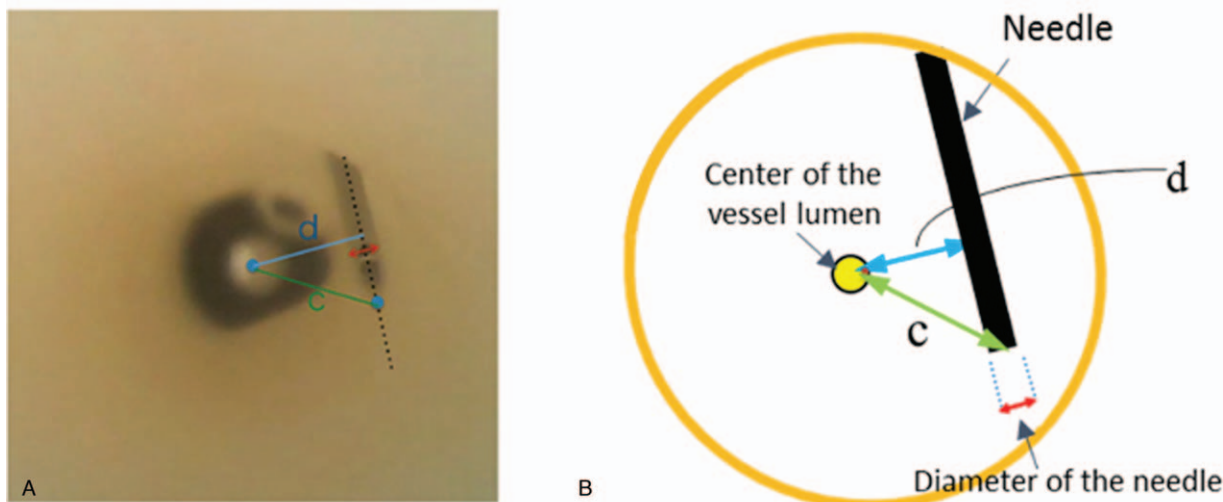 d
C
A
Needle
Center of the
vessel lumen
d
c
Diameter of the needle
B